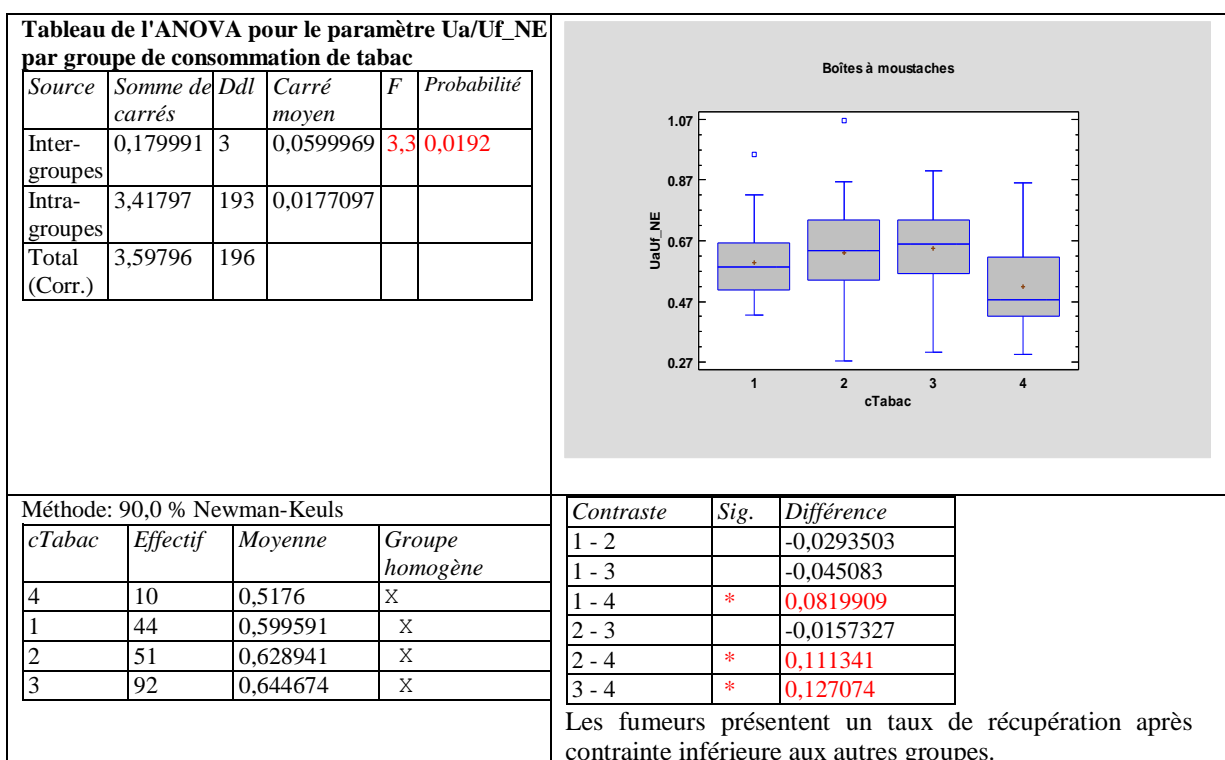 Tableau de l'ANOVA pour le paramètre Ua/Uf_NE
par groupe de consommation de tabac
Source Somme de carrés Ddl Carré moyen F Probabilité
Inter-groupes 0,179991 3 0,0599969 3,3 0,0192
Intra-groupes 3,41797 193 0,0177097
Total (Corr.) 3,59796 196
Boîtes à moustaches
UaUf_NE
1.07
0.87
0.67
0.47
0.27
1 2 3 4
cTabac
Méthode: 90,0 % Newman-Keuls
cTabac Effectif Moyenne Groupe homogène
4 10 0,5176 X
1 44 0,599591 X
2 51 0,628941 X
3 92 0,644674 X
Contraste Sig. Différence
1 - 2 -0,0293503
1 - 3 -0,045083
1 - 4 * 0,0819909
2 - 3 -0,0157327
2 - 4 * 0,111341
3 - 4 * 0,127074
Les fumeurs présentent un taux de récupération après
contrainte inférieure aux autres groupes.